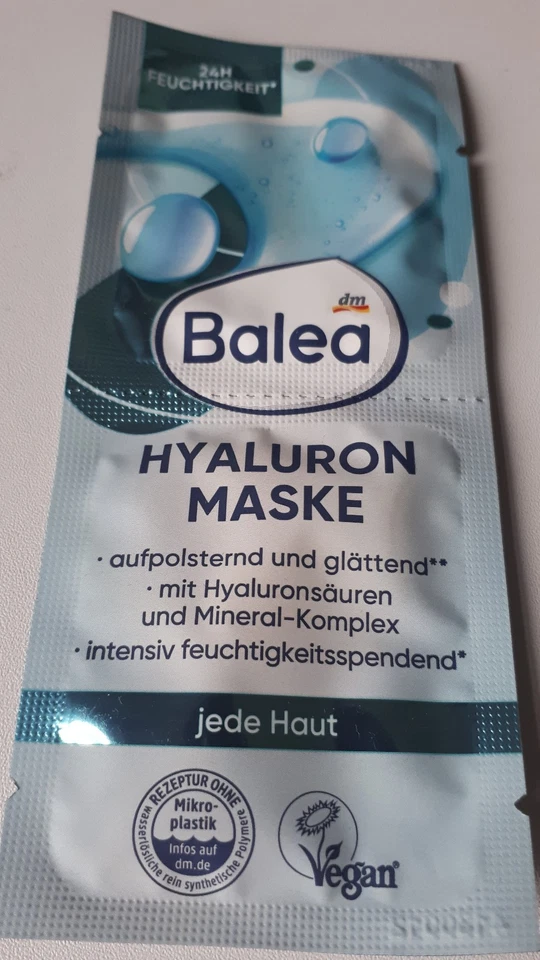 24H
FEUCHTIGKEIT*
dm
Balea
HYALURON
MASKE
· aufpolsternd und glättend**
· mit Hyaluronsäuren
und Mineral-Komplex
· intensiv feuchtigkeitsspendend*
jede Haut
REZEPTUR OHNE
Mikro-
plastik
Infos auf
dm.de
wasserlösliche rein synthetische Polymere
Vegan